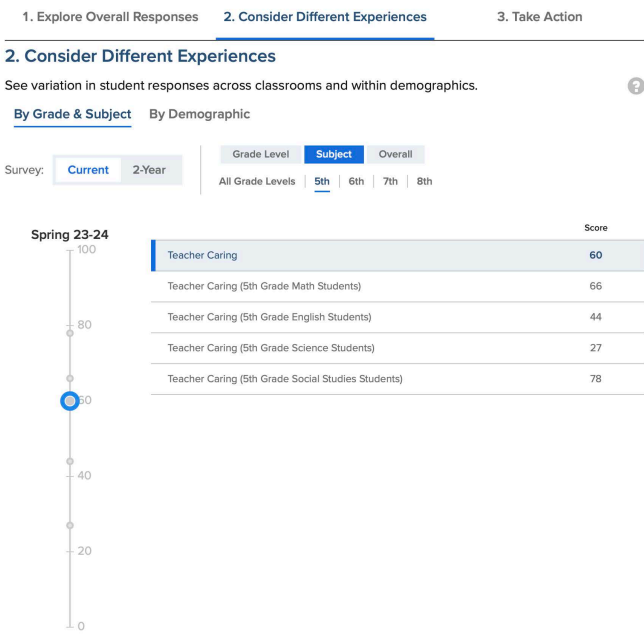 1. Explore Overall Responses 2. Consider Different Experiences 3. Take Action
2. Consider Different Experiences
See variation in student responses across classrooms and within demographics. ?
By Grade & Subject By Demographic
Grade Level Subject Overall
Survey: Current 2-Year
All Grade Levels 5th 6th 7th 8th
Spring 23-24
Score
100
Teacher Caring 60
Teacher Caring (5th Grade Math Students) 66
Teacher Caring (5th Grade English Students) 44
80
Teacher Caring (5th Grade Science Students) 27
Teacher Caring (5th Grade Social Studies Students) 78
60
40
20
0